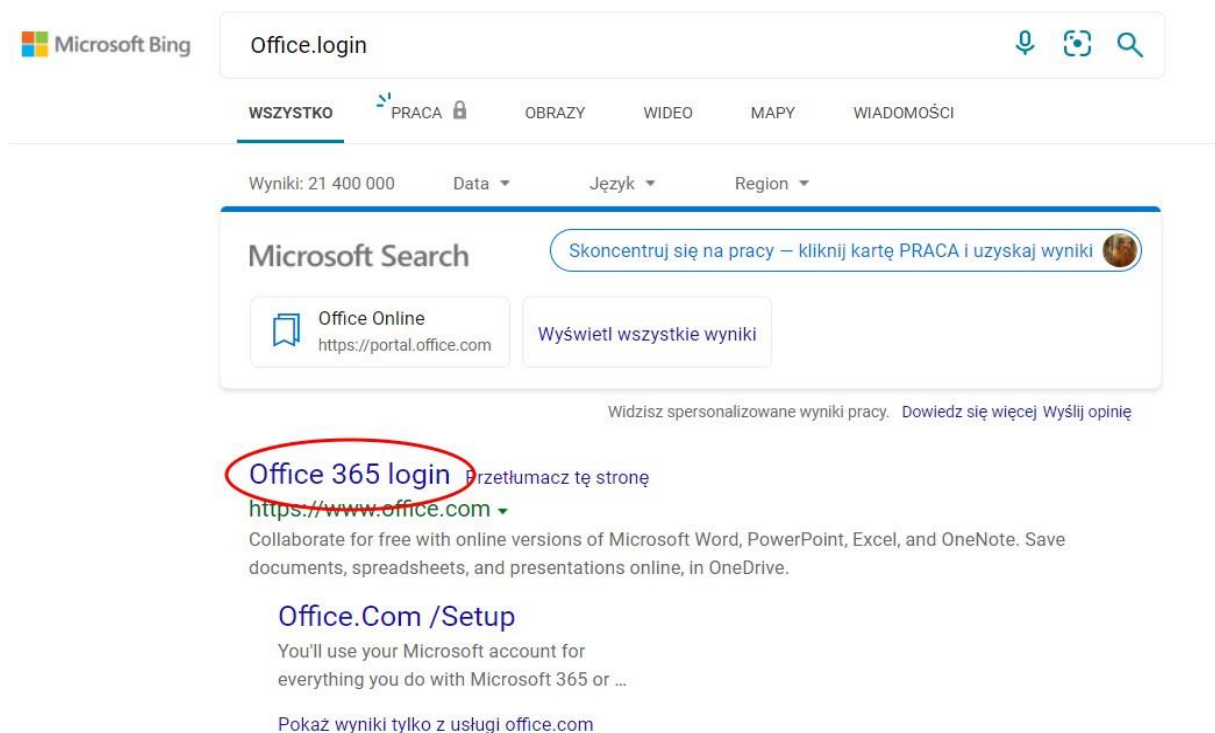 Microsoft Bing
Office.login
WSZYSTKO PRACA OBRAZY WIDEO MAPY WIADOMOŚCI
Wyniki: 21 400 000 Data Język Region
Microsoft Search
Skoncentruj się na pracy — kliknij kartę PRACA i uzyskaj wyniki
Office Online
https://portal.office.com
Wyświetl wszystkie wyniki
Widzisz spersonalizowane wyniki pracy. Dowiedz się więcej Wyślij opinię
Office 365 login Przetłumacz tę stronę
https://www.office.com
Collaborate for free with online versions of Microsoft Word, PowerPoint, Excel, and OneNote. Save
documents, spreadsheets, and presentations online, in OneDrive.
Office.Com /Setup
You'll use your Microsoft account for
everything you do with Microsoft 365 or ...
Pokaż wyniki tylko z usługi office.com